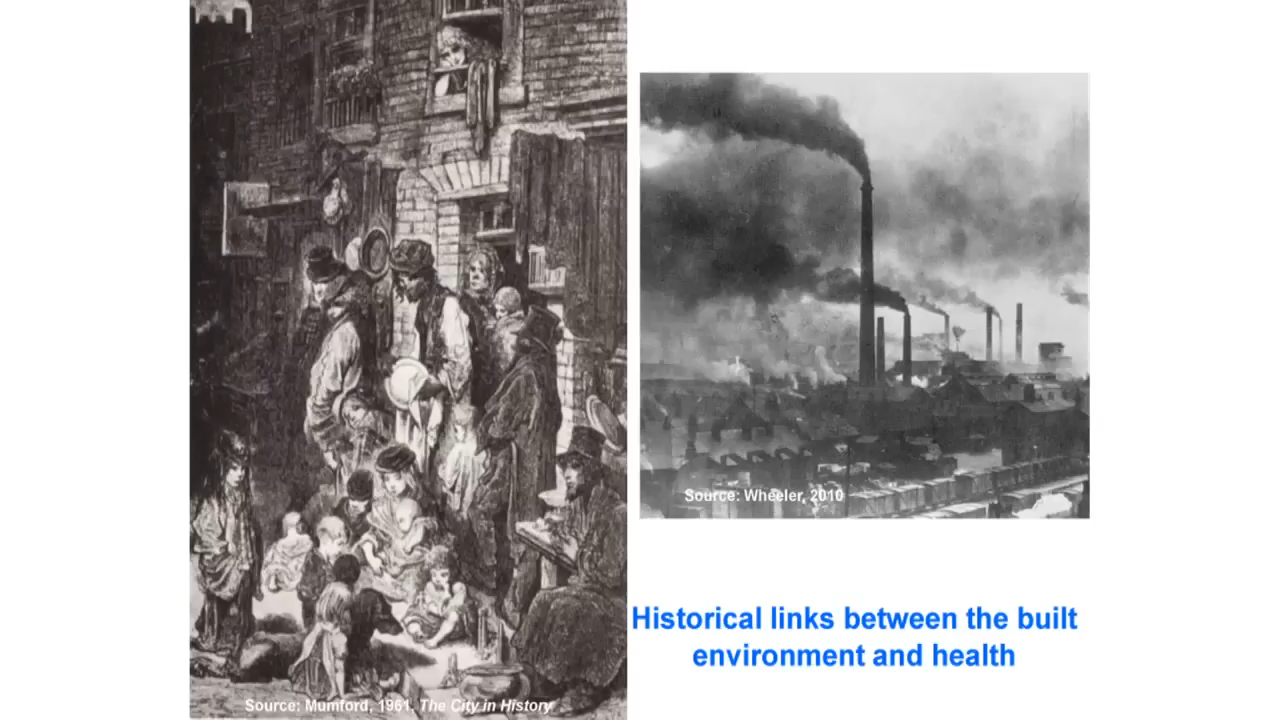 Source: Wheeler, 2010
Historical links between the built
environment and health
Source: Mumford, 1961. The City in History